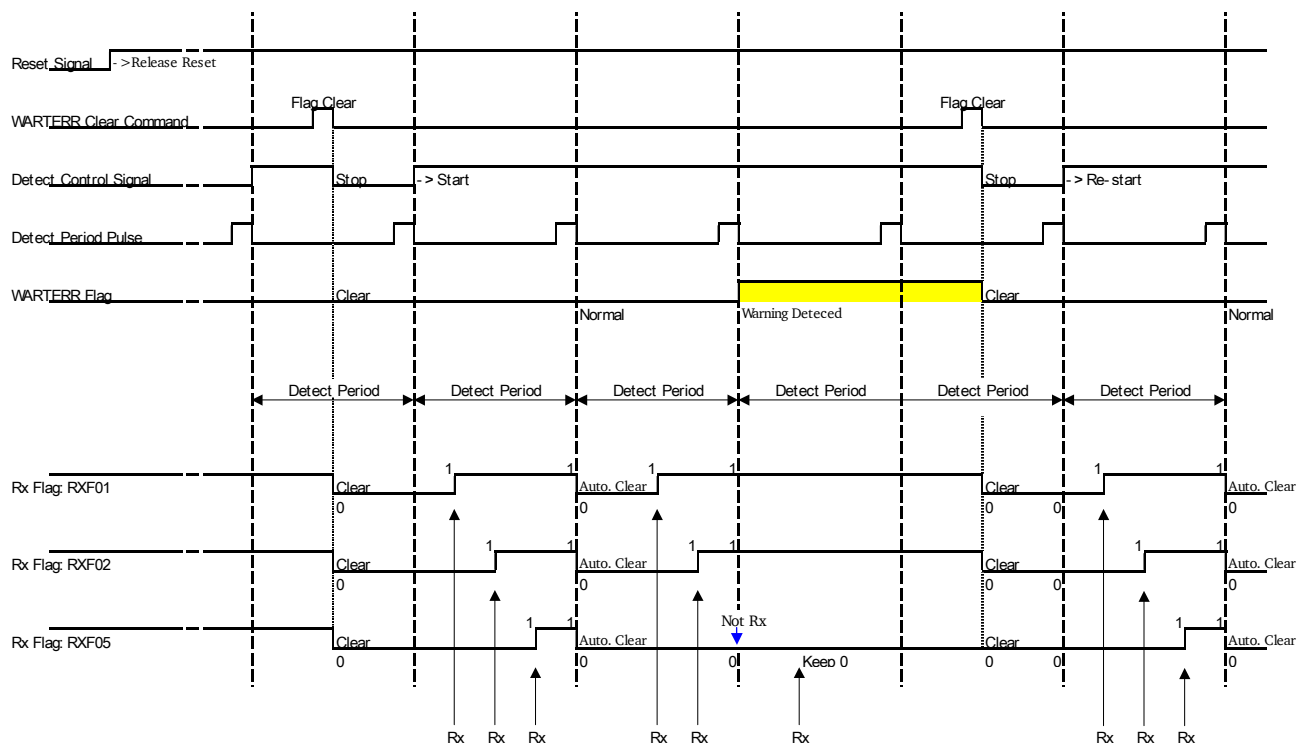 Reset Signal ->Release Reset
Flag Clear Flag Clear
WARTERR Clear Command
Detect Control Signal Stop -> Start Stop -> Re-start
Detect Period Pulse
WARTERR Flag Clear Clear
Normal Warning Deteced Normal
Detect Period Detect Period Detect Period Detect Period Detect Period Detect Period
1 1 1 1 1 1
Rx Flag: RXF01 Clear Auto. Clear Clear Auto. Clear
0 0 0 0 0
1 1 1 1 1 1
Rx Flag: RXF02 Clear Auto. Clear Clear Auto. Clear
0 0 0 0 0
1 1 Not Rx 1 1
Rx Flag: RXF05 Clear Auto. Clear Clear Auto. Clear
0 0 0 Keep 0 0 0 0
Rx Rx Rx Rx Rx Rx Rx Rx Rx